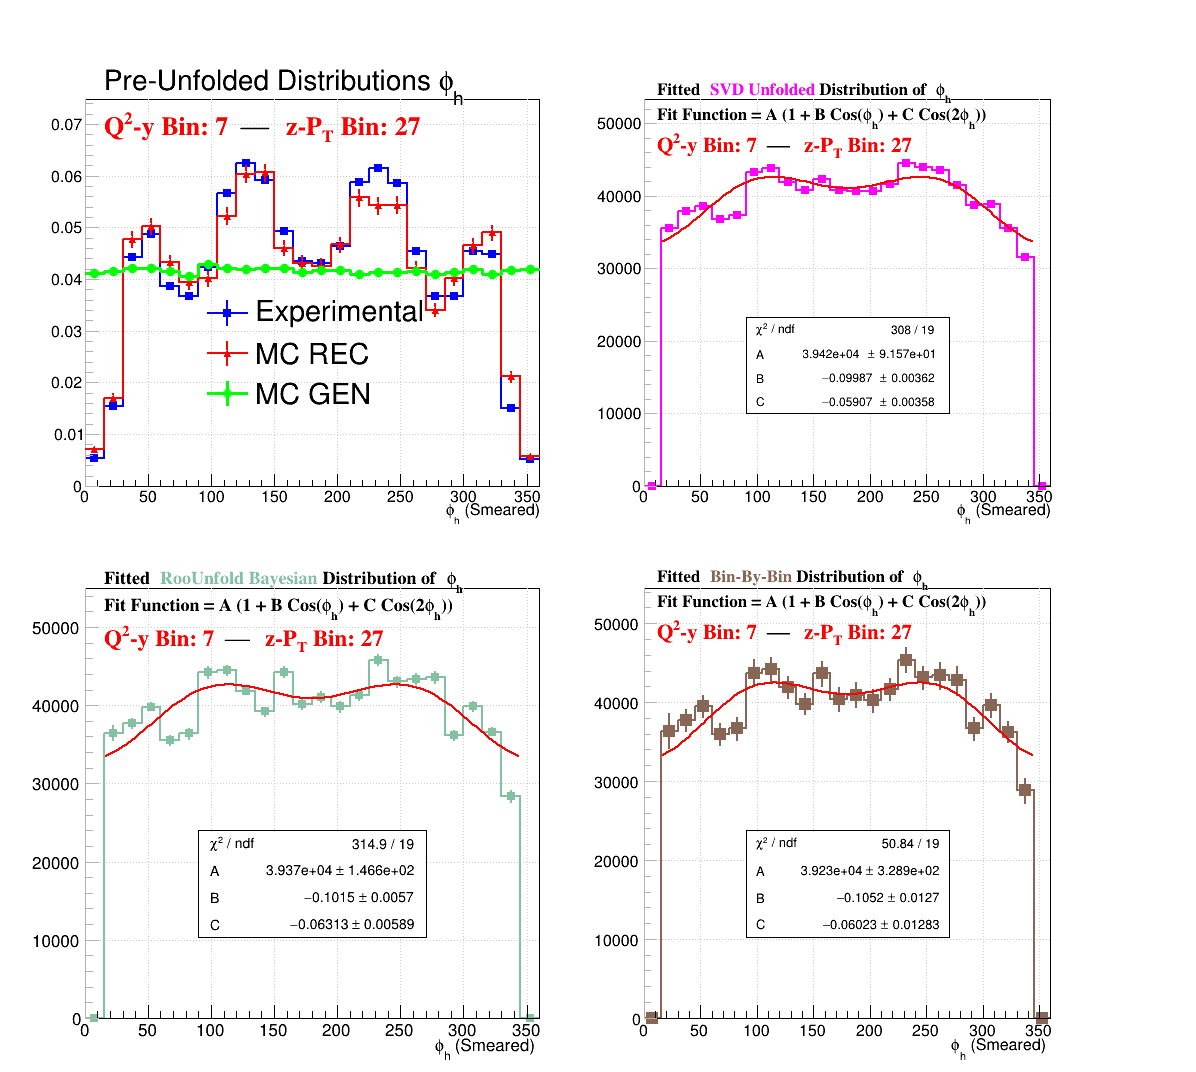 Pre-Unfolded Distributions ϕh
Q²-y Bin: 7 — z-PT Bin: 27
0.07
0.06
0.05
0.04
0.03
0.02
0.01
0
Experimental
MC REC
MC GEN
0 50 100 150 200 250 300 350
ϕh (Smeared)
Fitted SVD Unfolded Distribution of ϕh
Fit Function = A (1 + B Cos(ϕh) + C Cos(2ϕh))
Q²-y Bin: 7 — z-PT Bin: 27
50000
40000
30000
20000
10000
0
χ² / ndf 308 / 19
A 3.942e+04 ± 9.157e+01
B −0.09987 ± 0.00362
C −0.05907 ± 0.00358
0 50 100 150 200 250 300 350
ϕh (Smeared)
Fitted RooUnfold Bayesian Distribution of ϕh
Fit Function = A (1 + B Cos(ϕh) + C Cos(2ϕh))
Q²-y Bin: 7 — z-PT Bin: 27
50000
40000
30000
20000
10000
0
χ² / ndf 314.9 / 19
A 3.937e+04 ± 1.466e+02
B −0.1015 ± 0.0057
C −0.06313 ± 0.00589
0 50 100 150 200 250 300 350
ϕh (Smeared)
Fitted Bin-By-Bin Distribution of ϕh
Fit Function = A (1 + B Cos(ϕh) + C Cos(2ϕh))
Q²-y Bin: 7 — z-PT Bin: 27
50000
40000
30000
20000
10000
0
χ² / ndf 50.84 / 19
A 3.923e+04 ± 3.289e+02
B −0.1052 ± 0.0127
C −0.06023 ± 0.01283
0 50 100 150 200 250 300 350
ϕh (Smeared)